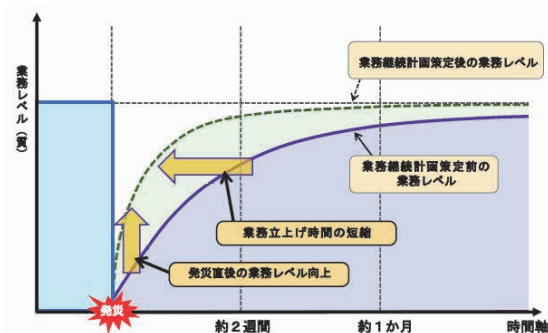 業務レベル（質）
業務継続計画策定後の業務レベル
業務継続計画策定前の
業務レベル
業務立上げ時間の短縮
発災直後の業務レベル向上
発災
約２週間
約１か月
時間軸